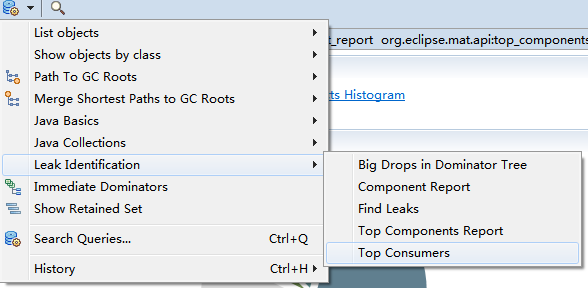 List objects
Show objects by class
t_report org.eclipse.mat.api:top_components
Path To GC Roots
Merge Shortest Paths to GC Roots
ts Histogram
Java Basics
Java Collections
Leak Identification
Big Drops in Dominator Tree
Immediate Dominators
Component Report
Show Retained Set
Find Leaks
Top Components Report
Search Queries... Ctrl+Q
Top Consumers
History Ctrl+H